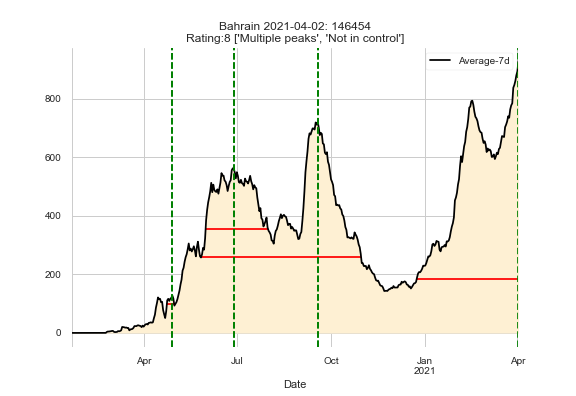 Bahrain 2021-04-02: 146454
Rating:8 ['Multiple peaks', 'Not in control']
Average-7d
800
600
400
200
0
Apr
Jul
Oct
Jan
2021
Apr
Date